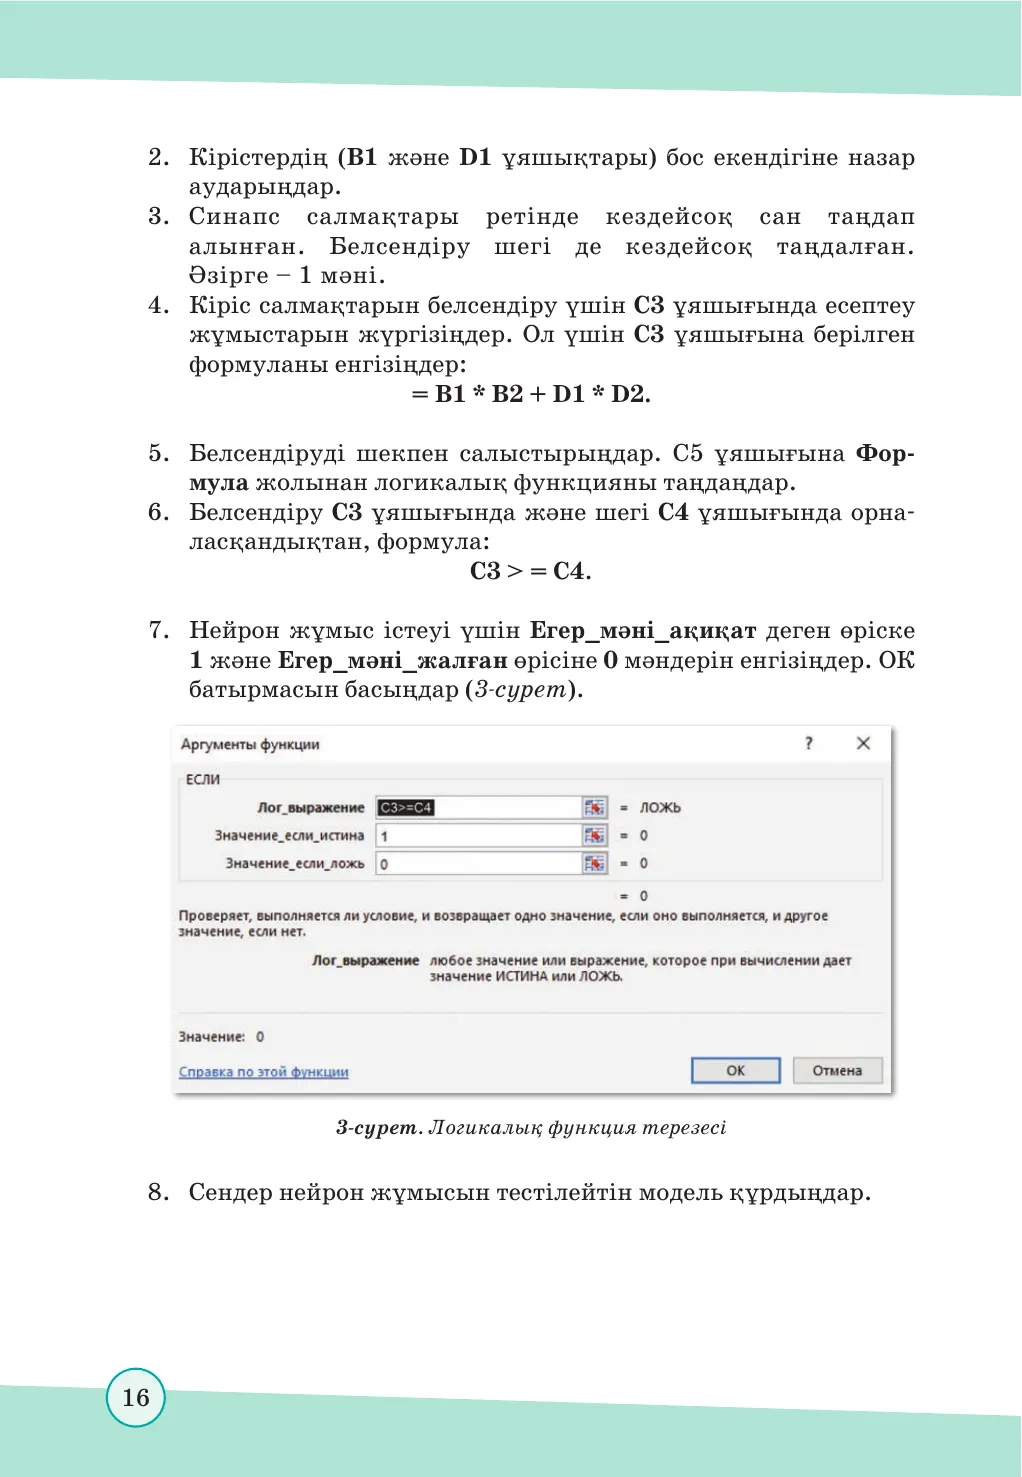 2. Кірістердің (B1 және D1 ұяшықтары) бос екендігіне назар
аударыңдар.
3. Синапс салмақтары ретінде кездейсоқ сан таңдап
алынған. Белсендіру шегі де кездейсоқ таңдалған.
Әзірге – 1 мәні.
4. Кіріс салмақтарын белсендіру үшін C3 ұяшығында есептеу
жұмыстарын жүргізіңдер. Ол үшін C3 ұяшығына берілген
формуланы енгізіңдер:
= B1 * B2 + D1 * D2.
5. Белсендіруді шекпен салыстырыңдар. C5 ұяшығына Фор-
мула жолынан логикалық функцияны таңдаңдар.
6. Белсендіру C3 ұяшығында және шегі C4 ұяшығында орна-
ласқандықтан, формула:
C3 > = C4.
7. Нейрон жұмыс істеуі үшін Егер_мәні_ақиқат деген өріске
1 және Егер_мәні_жалған өрісіне 0 мәндерін енгізіңдер. ОК
батырмасын басыңдар (3-сурет).
Аргументы функции ?
ЕСЛИ
Лог_выражение C3>=C4 = ЛОЖЬ
Значение_если_истина 1 = 0
Значение_если_ложь 0 = 0
= 0
Проверяет, выполняется ли условие, и возвращает одно значение, если оно выполняется, и другое
значение, если нет.
Лог_выражение любое значение или выражение, которое при вычислении дает
значение ИСТИНА или ЛОЖЬ.
Значение: 0
Справка по этой функции ОК Отмена
3-сурет. Логикалық функция терезесі
8. Сендер нейрон жұмысын тестілейтін модель құрдыңдар.
16